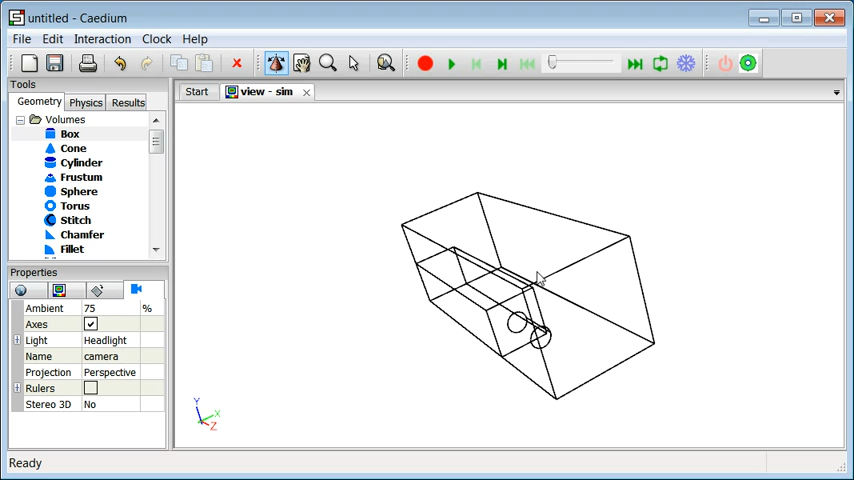 untitled - Caedium
File Edit Interaction Clock Help
Tools
Geometry Physics Results
Volumes
Box
Cone
Cylinder
Frustum
Sphere
Torus
Stitch
Chamfer
Fillet
Start view - sim
Properties
Ambient 75 %
Axes
Light Headlight
Name camera
Projection Perspective
Rulers
Stereo 3D No
Y
X
Z
Ready